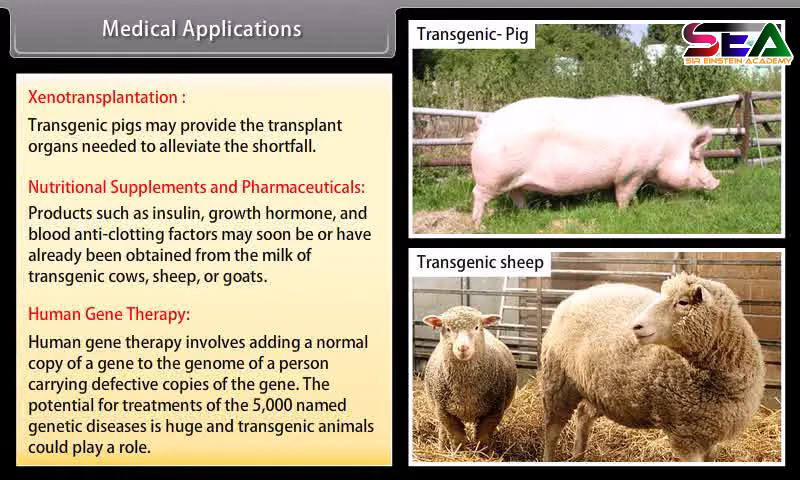 Medical Applications
Xenotransplantation :
Transgenic pigs may provide the transplant
organs needed to alleviate the shortfall.
Nutritional Supplements and Pharmaceuticals:
Products such as insulin, growth hormone, and
blood anti-clotting factors may soon be or have
already been obtained from the milk of
transgenic cows, sheep, or goats.
Human Gene Therapy:
Human gene therapy involves adding a normal
copy of a gene to the genome of a person
carrying defective copies of the gene. The
potential for treatments of the 5,000 named
genetic diseases is huge and transgenic animals
could play a role.
Transgenic- Pig
SEA
SIR EINSTEIN ACADEMY
Transgenic sheep